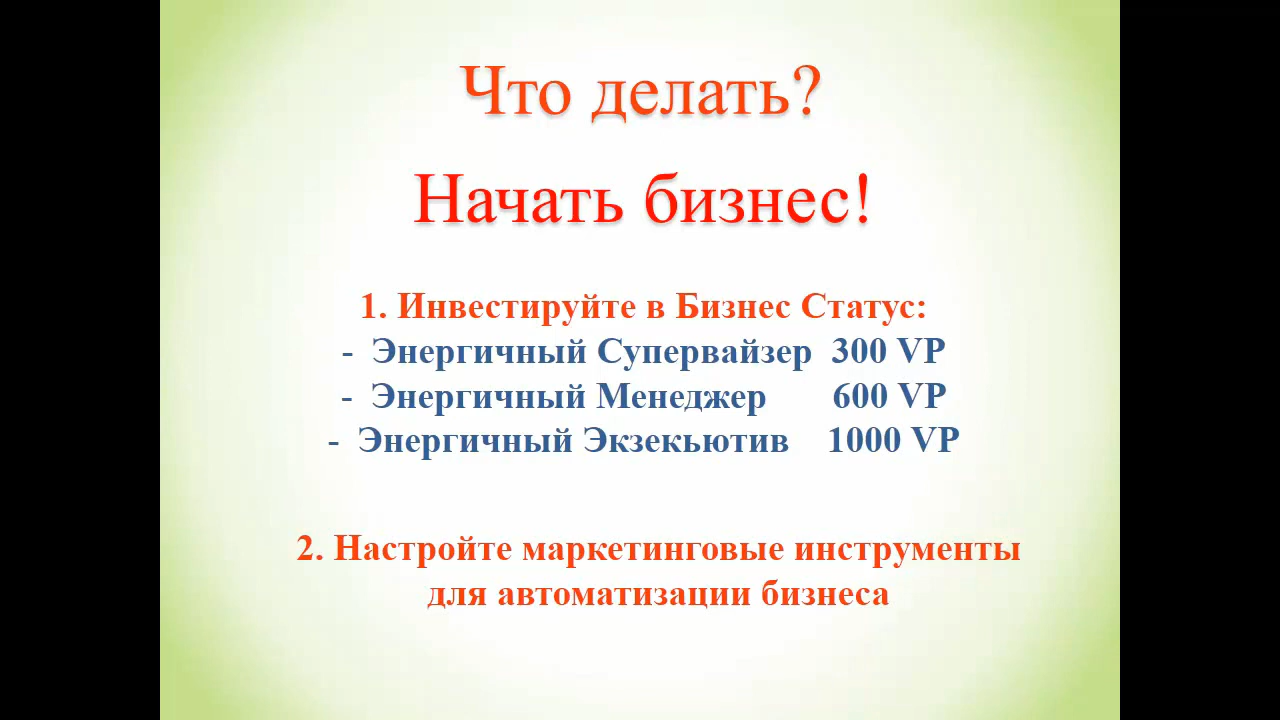 Что делать?
Начать бизнес!
1. Инвестируйте в Бизнес Статус:
- Энергичный Супервайзер 300 VP
- Энергичный Менеджер 600 VP
- Энергичный Экзекьютив 1000 VP
2. Настройте маркетинговые инструменты
для автоматизации бизнеса